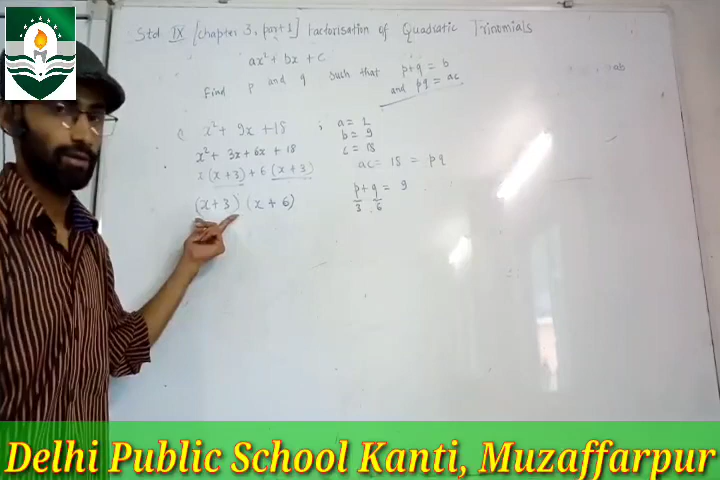 Std IX [chapter 3, part 1] Factorisation of Quadratic Trinomials
ax² + bx + c
Find p and q such that p+q = b
and pq = ac
x² + 9x + 18 ; a = 1
b = 9
c = 18
x² + 3x + 6x + 18
ac = 18 = pq
x (x+3) + 6 (x+3)
p + q = 9
3 6
(x+3) (x + 6)
ab
Delhi Public School Kanti, Muzaffarpur